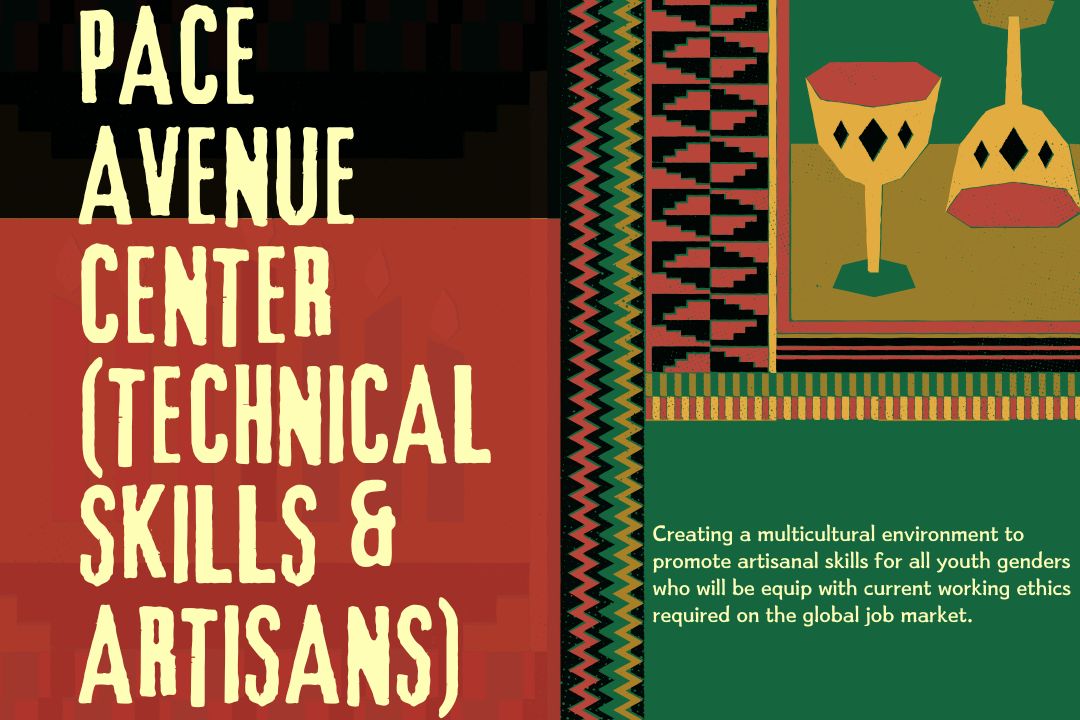 PACE
AVENUE
CENTER
(TECHNICAL
SKILLS &
ARTISANS)
Creating a multicultural environment to
promote artisanal skills for all youth genders
who will be equip with current working ethics
required on the global job market.